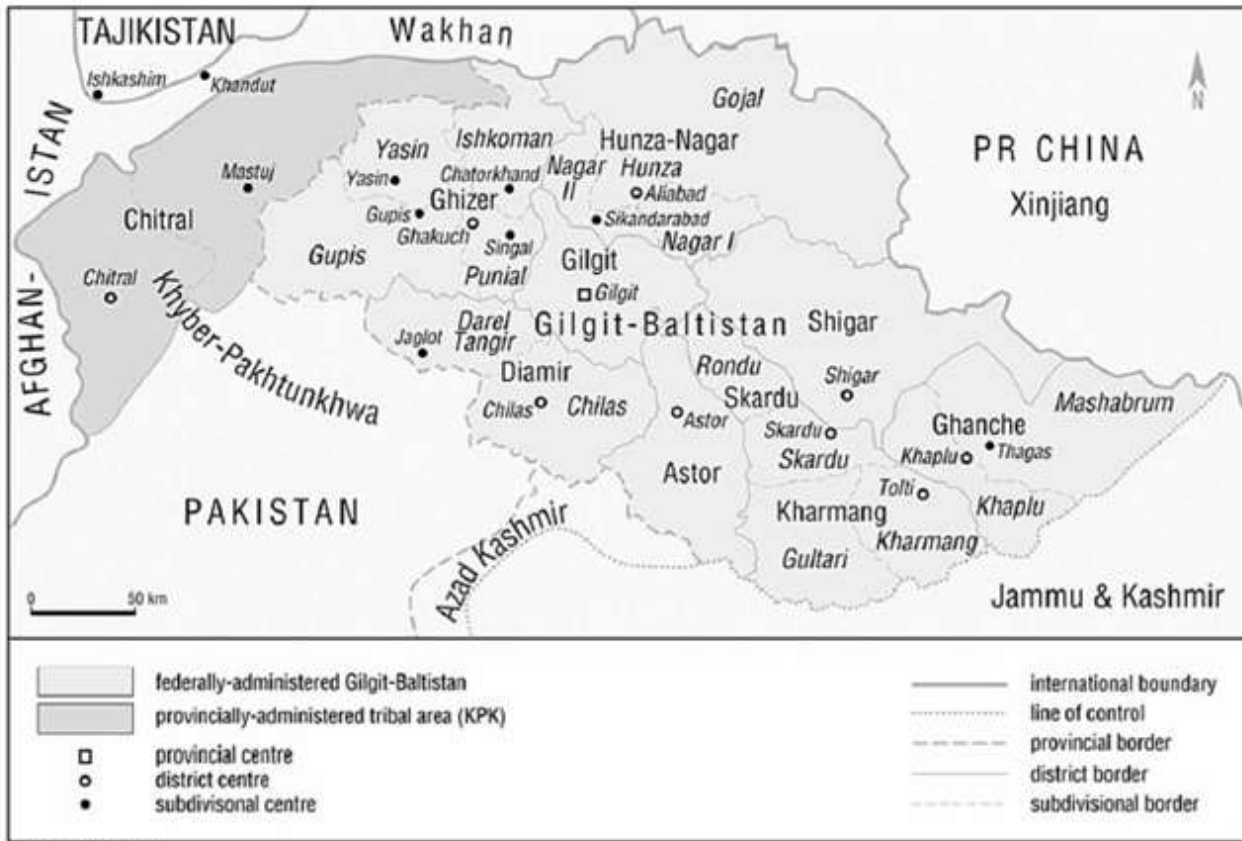 TAJIKISTAN
Wakhan
Ishkashim
Khandut
N
Gojal
AFGHAN-
ISTAN
PR CHINA
Xinjiang
Ishkoman
Hunza-Nagar
Yasin
Nagar
II
Hunza
Mastuj
Yasin
Chatorkhand
Aliabad
Chitral
Ghizer
Gupis
Ghakuch
Sikandarabad
Singal
Nagar I
Gupis
Punial
Gilgit
Chitral
Gilgit
Khyber-Pakhtunkhwa
Darel
Tangir
Gilgit-Baltistan
Shigar
Jaglot
Rondu
Diamir
Skardu
Shigar
Chilas
Chilas
Astor
Mashabrum
Skardu
Ghanche
Thagas
Khaplu
Skardu
Astor
Tolti
Khaplu
PAKISTAN
Kharmang
Kharmang
Gultari
Azad Kashmir
Jammu & Kashmir
0 50 km
federally-administered Gilgit-Baltistan
provincially-administered tribal area (KPK)
provincial centre
district centre
subdivisonal centre
international boundary
line of control
provincial border
district border
subdivisional border